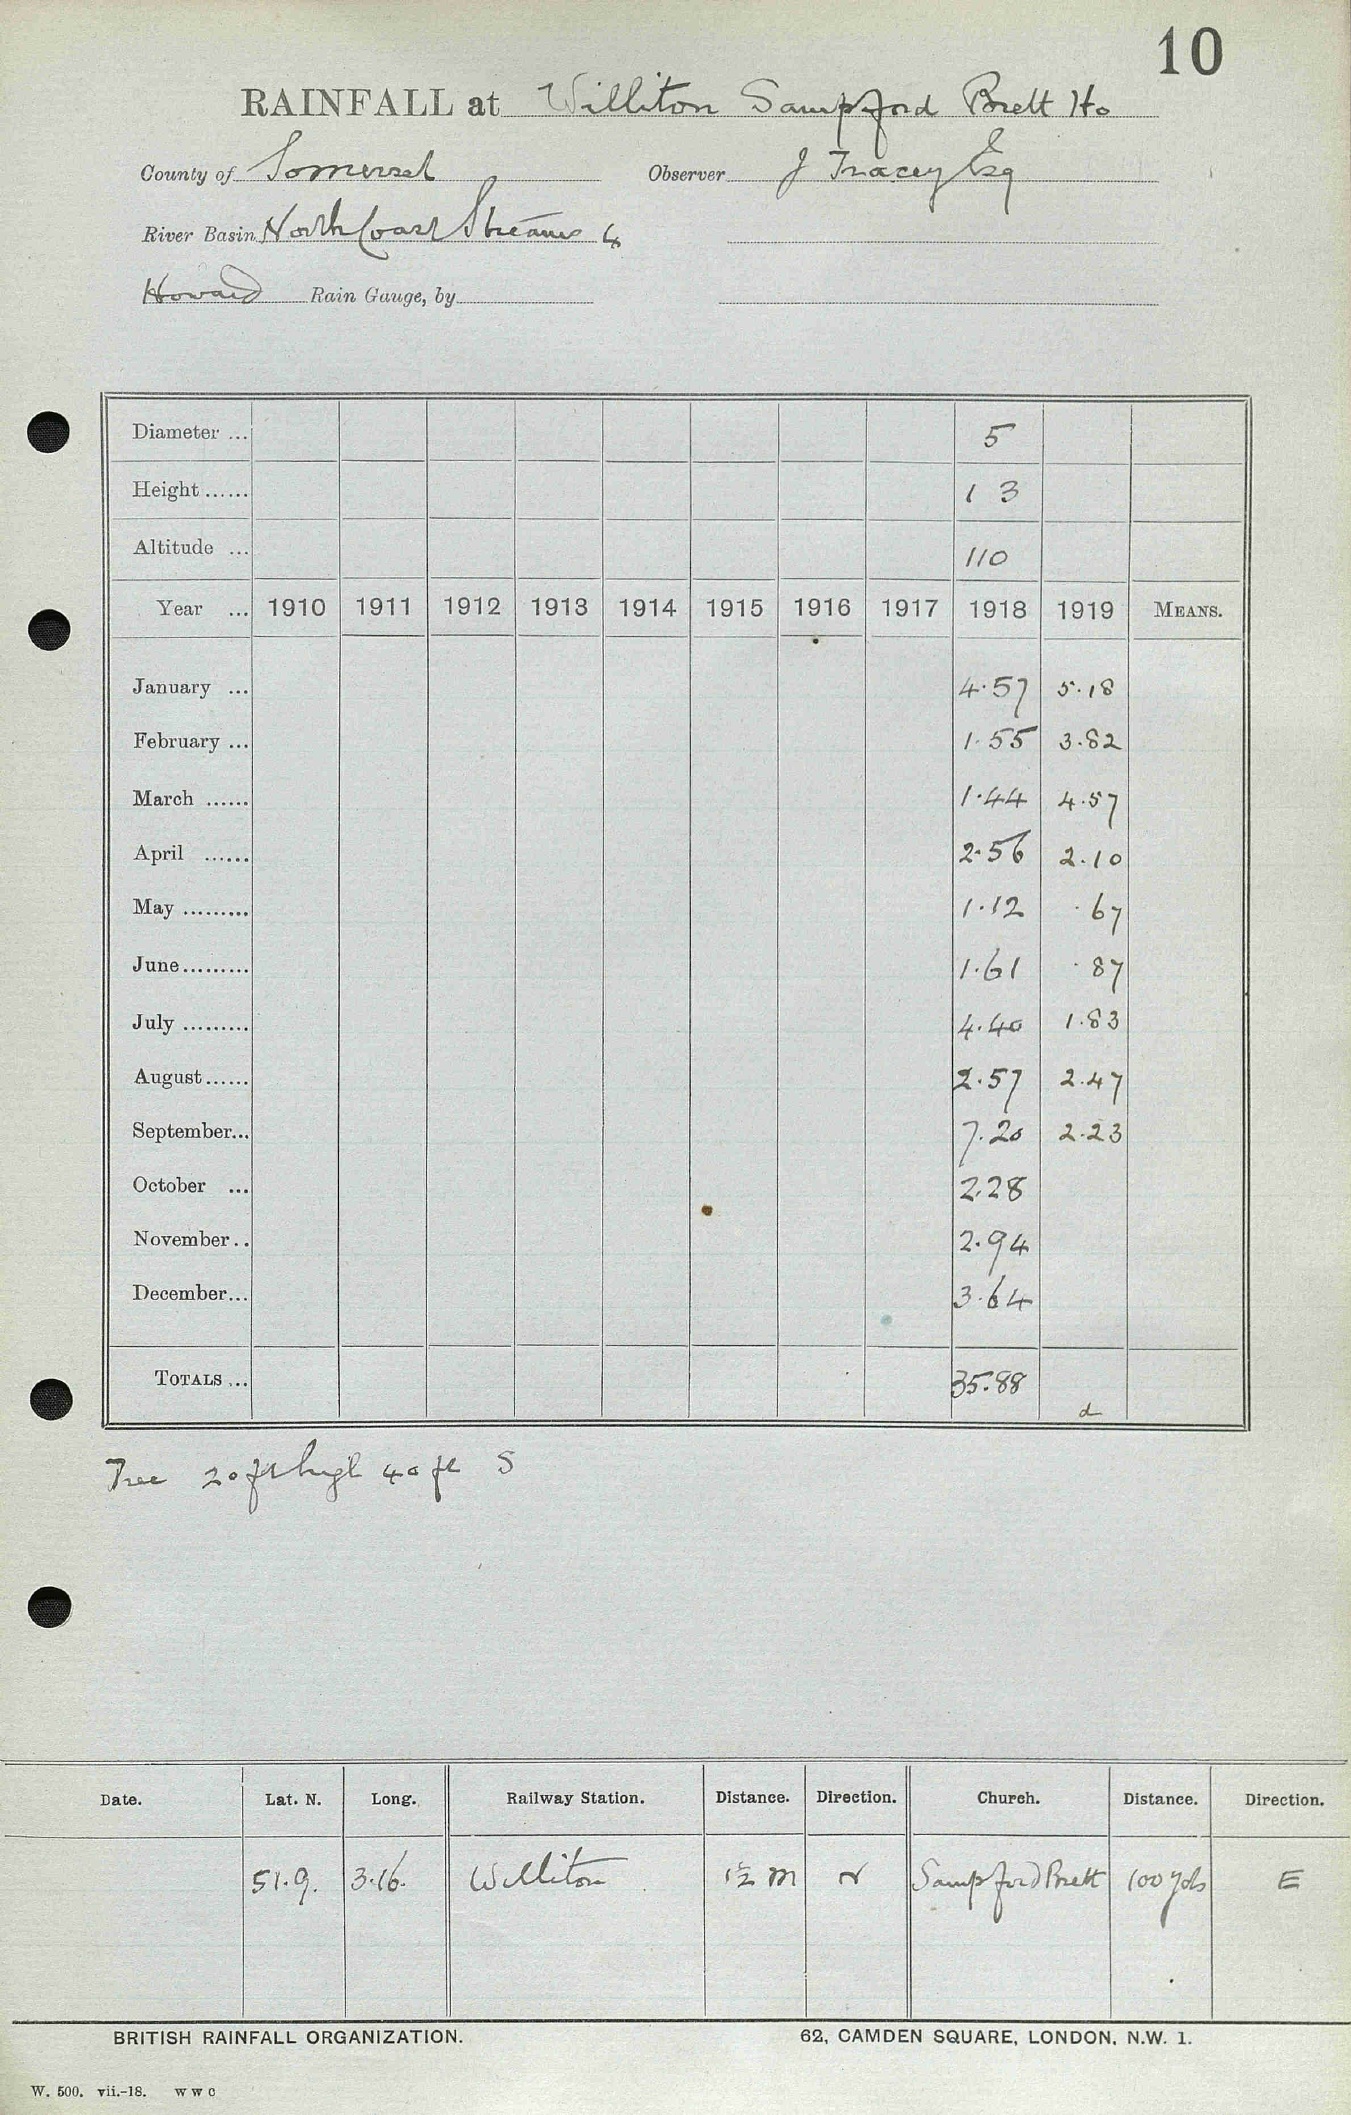 10
RAINFALL at Williton Sampford Brett Ho
County of Somerset Observer J Tracey Esq
River Basin North Coast Streams 4
Howard Rain Gauge, by
Diameter ... 5
Height ...... 1 3
Altitude ... 110
Year ... 1910 1911 1912 1913 1914 1915 1916 1917 1918 1919 MEANS.
January ... 4.57 5.18
February ... 1.55 3.82
March ...... 1.44 4.57
April ...... 2.56 2.10
May ......... 1.12 .67
June ......... 1.61 .87
July ......... 4.40 1.83
August ...... 2.57 2.47
September... 7.20 2.23
October ... 2.28
November .. 2.94
December... 3.64
TOTALS ... 35.88
d
Tree 20 ft high 40 ft S
Date. Lat. N. Long. Railway Station. Distance. Direction. Church. Distance. Direction.
51.9. 3.16. Williton 1½ m N Sampford Brett 100 yds E
BRITISH RAINFALL ORGANIZATION. 62, CAMDEN SQUARE, LONDON, N.W. 1.
W. 500. vii.-18. W W C